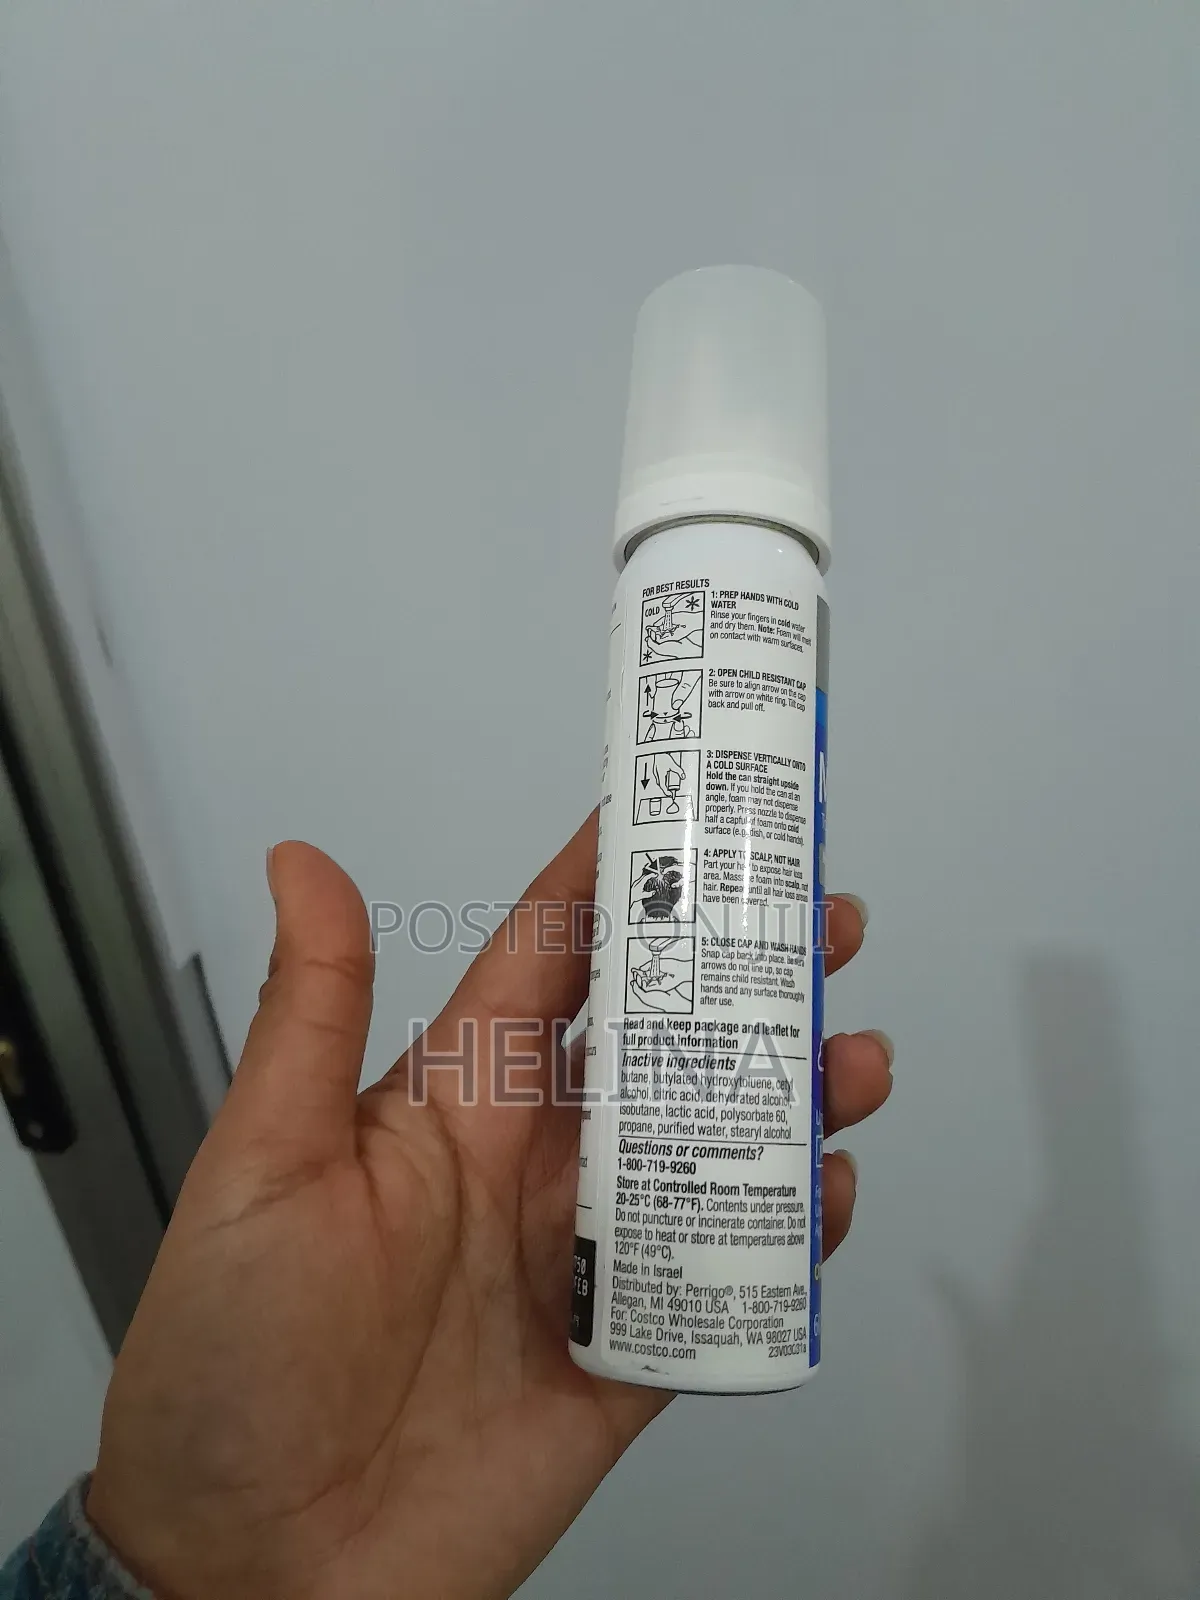 FOR BEST RESULTS
COLD
1: PREP HANDS WITH COLD
WATER
Rinse your fingers in cold water
and dry them. Note: Foam will melt
on contact with warm surfaces.
2: OPEN CHILD RESISTANT CAP
Be sure to align arrow on the cap
with arrow on white ring. Tilt cap
back and pull off.
3: DISPENSE VERTICALLY ONTO
A COLD SURFACE
Hold the can straight upside
down. If you hold the can at an
angle, foam may not dispense
properly. Press nozzle to dispense
half a capful of foam onto cold
surface (e.g. dish, or cold hands).
4: APPLY TO SCALP, NOT HAIR
Part your hair to expose hair loss
area. Massage foam into scalp, not
hair. Repeat until all hair loss areas
have been covered.
5: CLOSE CAP AND WASH HANDS
Snap cap back into place. Be sure
arrows do not line up, so cap
remains child resistant. Wash
hands and any surface thoroughly
after use.
Read and keep package and leaflet for
full product information
Inactive ingredients
butane, butylated hydroxytoluene, cetyl
alcohol, citric acid, dehydrated alcohol,
isobutane, lactic acid, polysorbate 60,
propane, purified water, stearyl alcohol
Questions or comments?
1-800-719-9260
Store at Controlled Room Temperature
20-25°C (68-77°F). Contents under pressure.
Do not puncture or incinerate container. Do not
expose to heat or store at temperatures above
120°F (49°C).
Made in Israel
Distributed by: Perrigo®, 515 Eastern Ave.,
Allegan, MI 49010 USA 1-800-719-9260
For: Costco Wholesale Corporation
999 Lake Drive, Issaquah, WA 98027 USA
www.costco.com
POSTED ON JIJI
HELINA